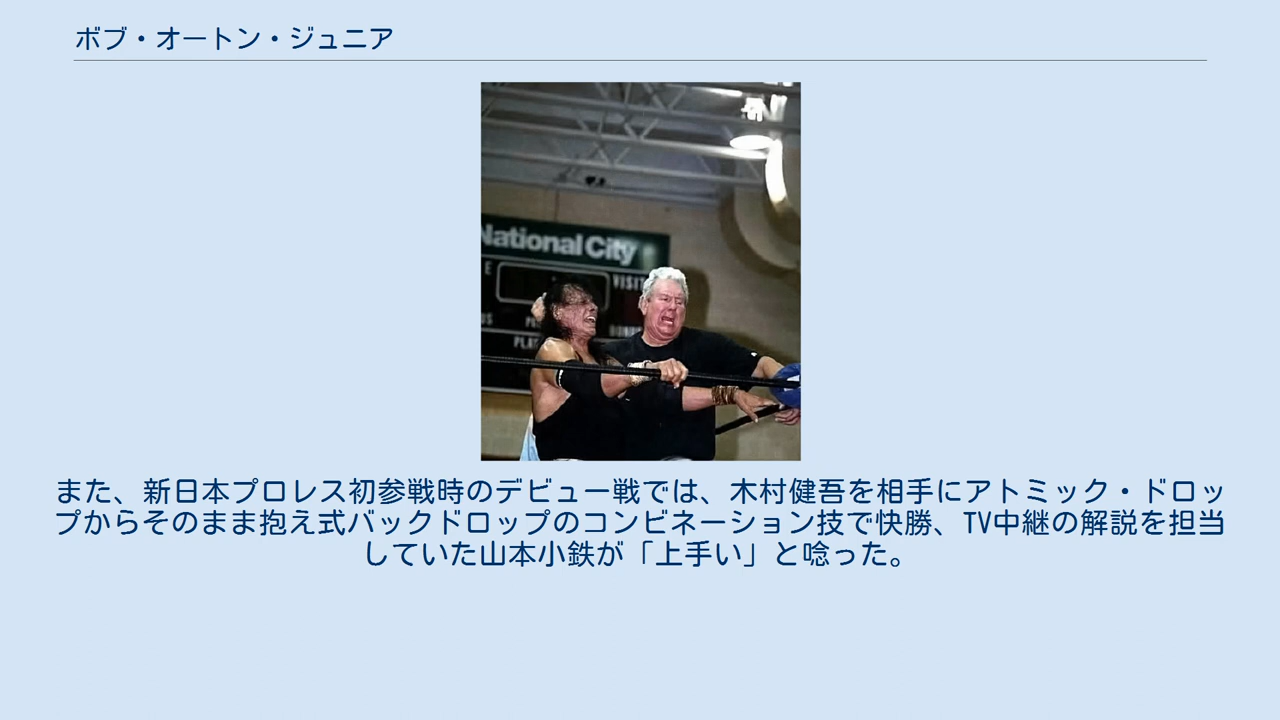 ボブ・オートン・ジュニア
National City
E
VISIT
US
PLA
また、新日本プロレス初参戦時のデビュー戦では、木村健吾を相手にアトミック・ドロッ
プからそのまま抱え式バックドロップのコンビネーション技で快勝、TV中継の解説を担当
していた山本小鉄が「上手い」と唸った。